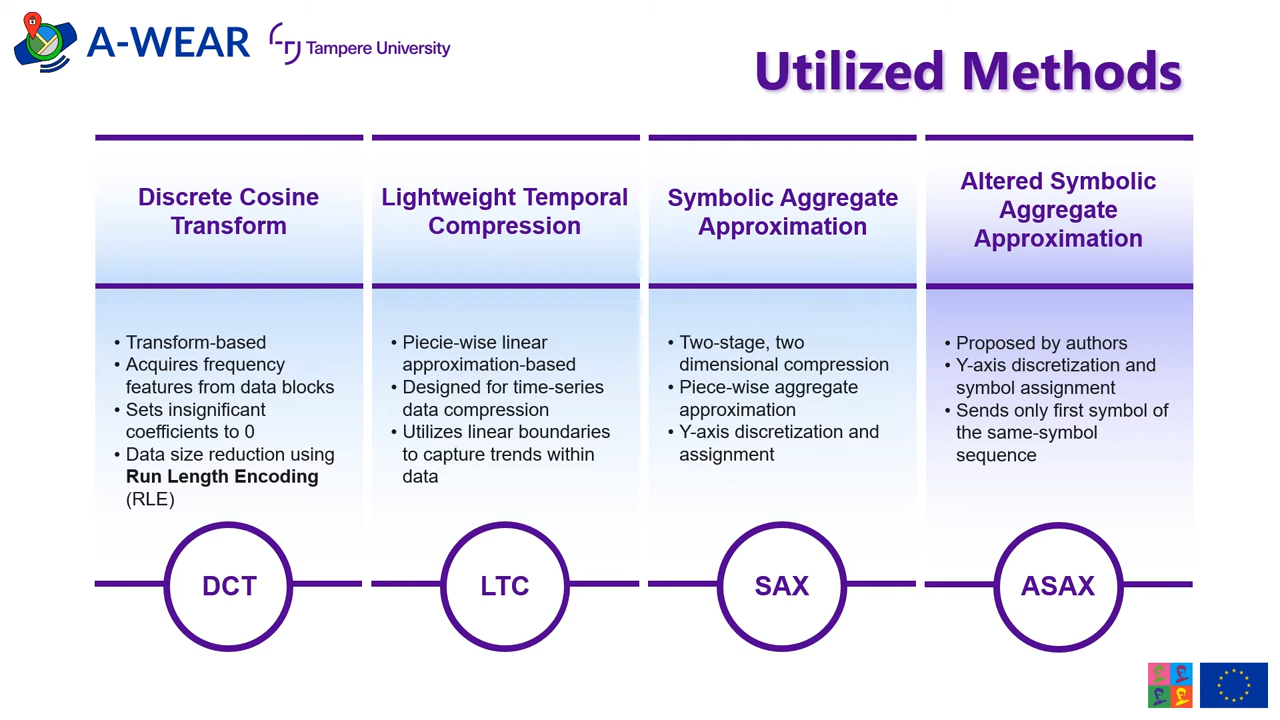 A-WEAR
Tampere University
Utilized Methods
Discrete Cosine
Transform
• Transform-based
• Acquires frequency
features from data blocks
• Sets insignificant
coefficients to 0
• Data size reduction using
Run Length Encoding
(RLE)
DCT
Lightweight Temporal
Compression
• Piecie-wise linear
approximation-based
• Designed for time-series
data compression
• Utilizes linear boundaries
to capture trends within
data
LTC
Symbolic Aggregate
Approximation
• Two-stage, two
dimensional compression
• Piece-wise aggregate
approximation
• Y-axis discretization and
assignment
SAX
Altered Symbolic
Aggregate
Approximation
• Proposed by authors
• Y-axis discretization and
symbol assignment
• Sends only first symbol of
the same-symbol
sequence
ASAX